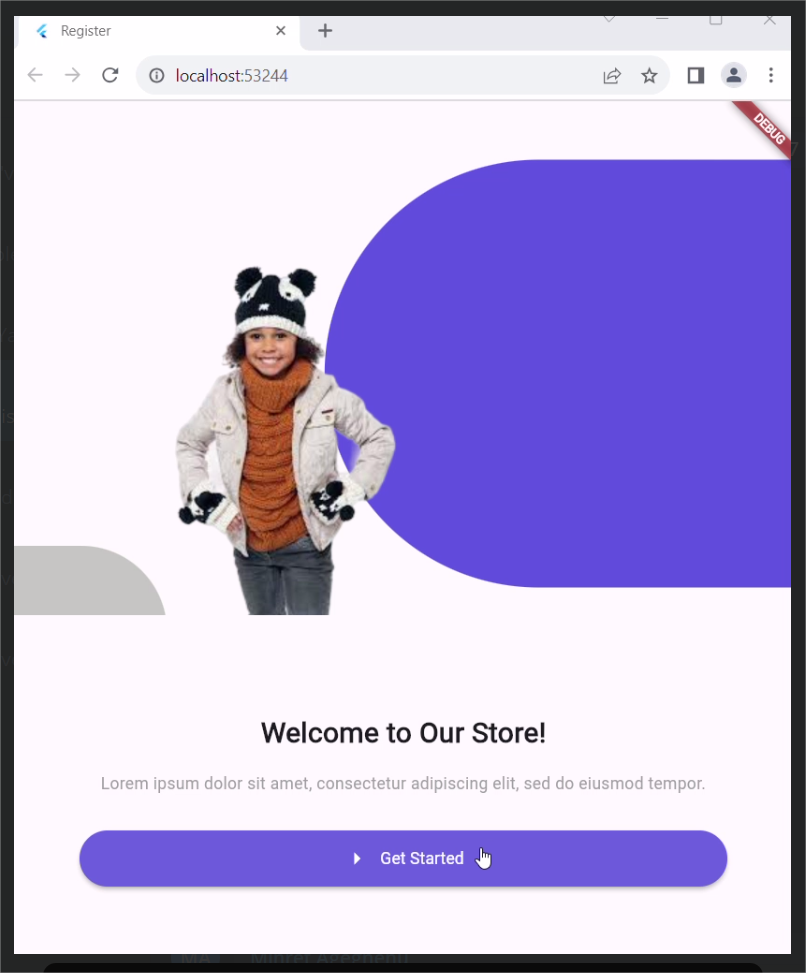 Register
localhost:53244
DEBUG
Welcome to Our Store!
Lorem ipsum dolor sit amet, consectetur adipiscing elit, sed do eiusmod tempor.
Get Started